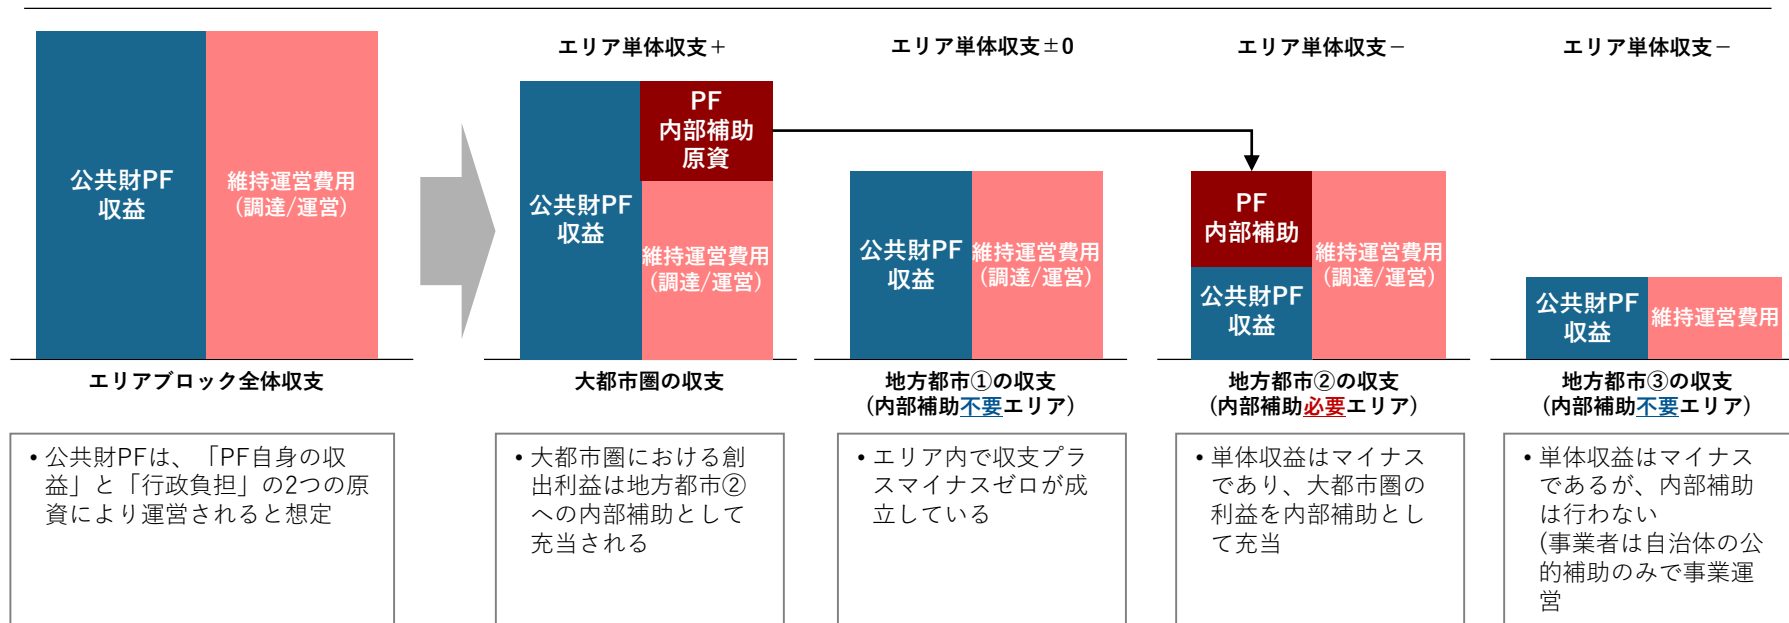 エリア単体収支＋
エリア単体収支±0
エリア単体収支－
エリア単体収支－
公共財PF
収益
維持運営費用
(調達/運営)
公共財PF
収益
PF
内部補助
原資
維持運営費用
(調達/運営)
公共財PF
収益
維持運営費用
(調達/運営)
PF
内部補助
公共財PF
収益
維持運営費用
(調達/運営)
公共財PF
収益
維持運営費用
エリアブロック全体収支
大都市圏の収支
地方都市①の収支
(内部補助不要エリア)
地方都市②の収支
(内部補助必要エリア)
地方都市③の収支
(内部補助不要エリア)
• 公共財PFは、「PF自身の収
益」と「行政負担」の2つの原
資により運営されると想定
• 大都市圏における創
出利益は地方都市②
への内部補助として
充当される
• エリア内で収支プラ
スマイナスゼロが成
立している
• 単体収益はマイナス
であり、大都市圏の
利益を内部補助とし
て充当
• 単体収益はマイナス
であるが、内部補助
は行わない
(事業者は自治体の公
的補助のみで事業運
営